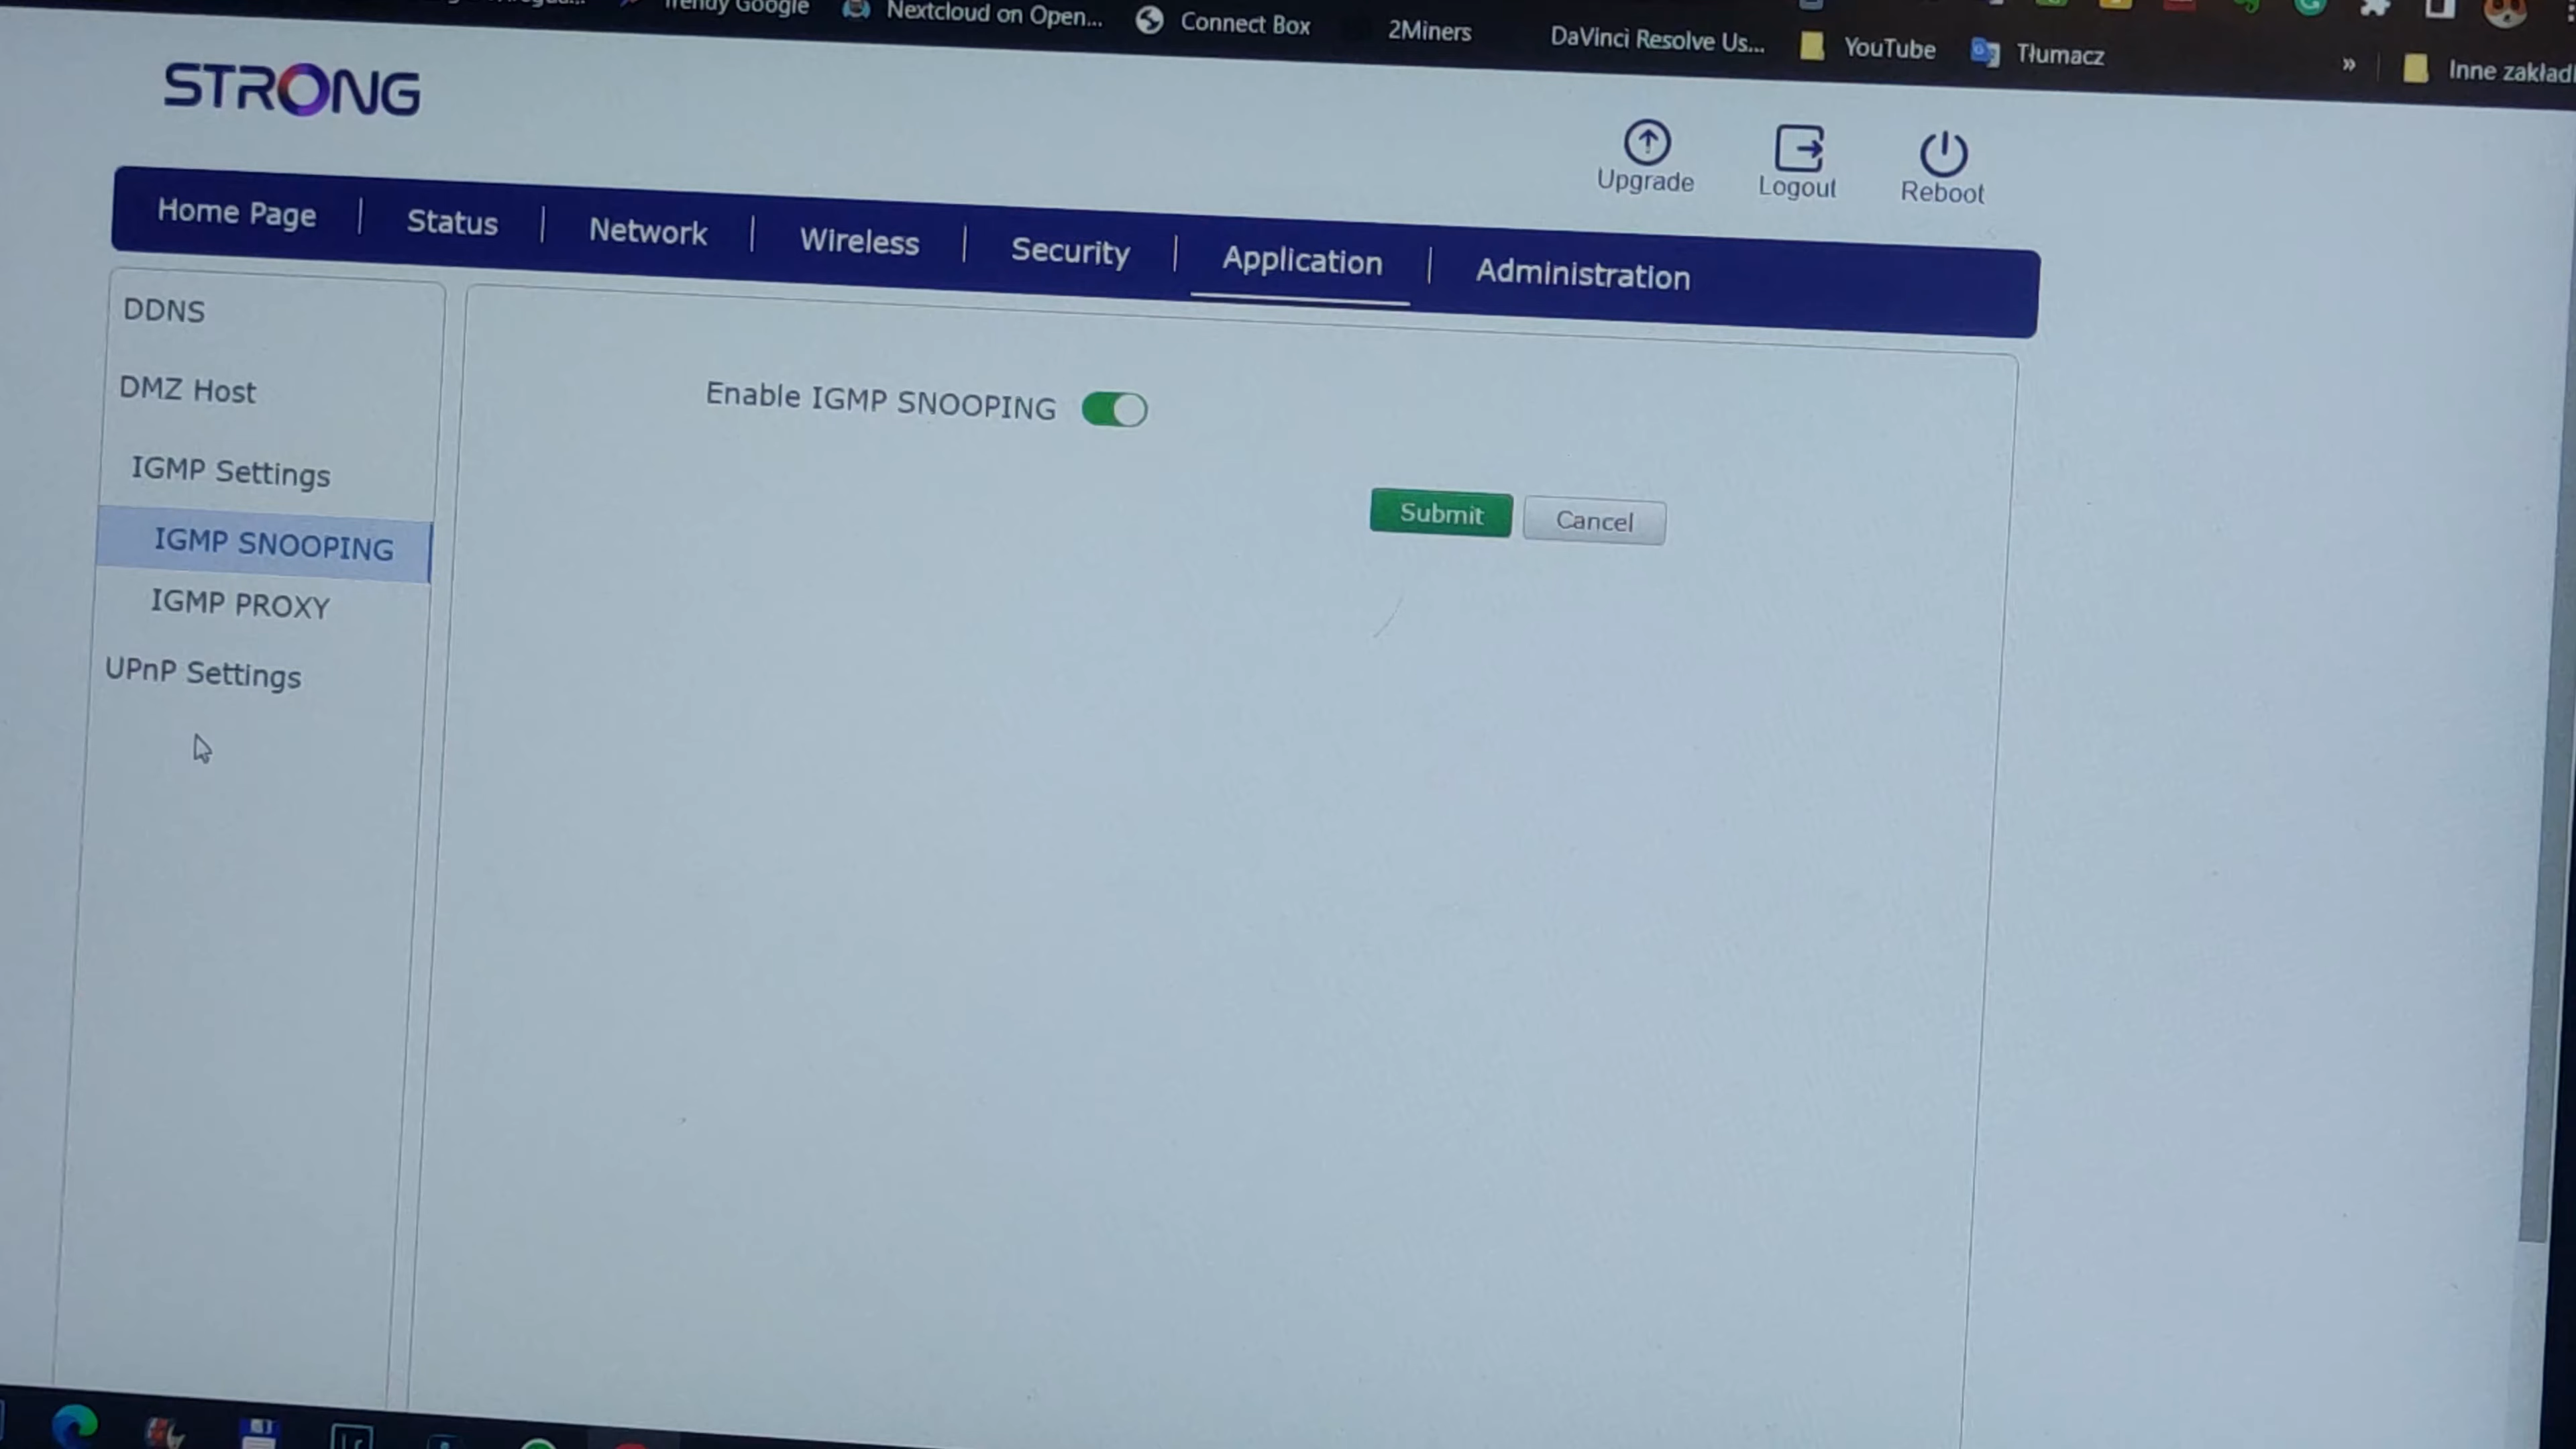 Google
Nextcloud on Open...
Connect Box
2Miners
DaVinci Resolve Us...
YouTube
Tłumacz
»
Inne zakład
STRONG
Upgrade
Logout
Reboot
Home Page
Status
Network
Wireless
Security
Application
Administration
DDNS
DMZ Host
IGMP Settings
IGMP SNOOPING
IGMP PROXY
UPnP Settings
Enable IGMP SNOOPING
Submit
Cancel